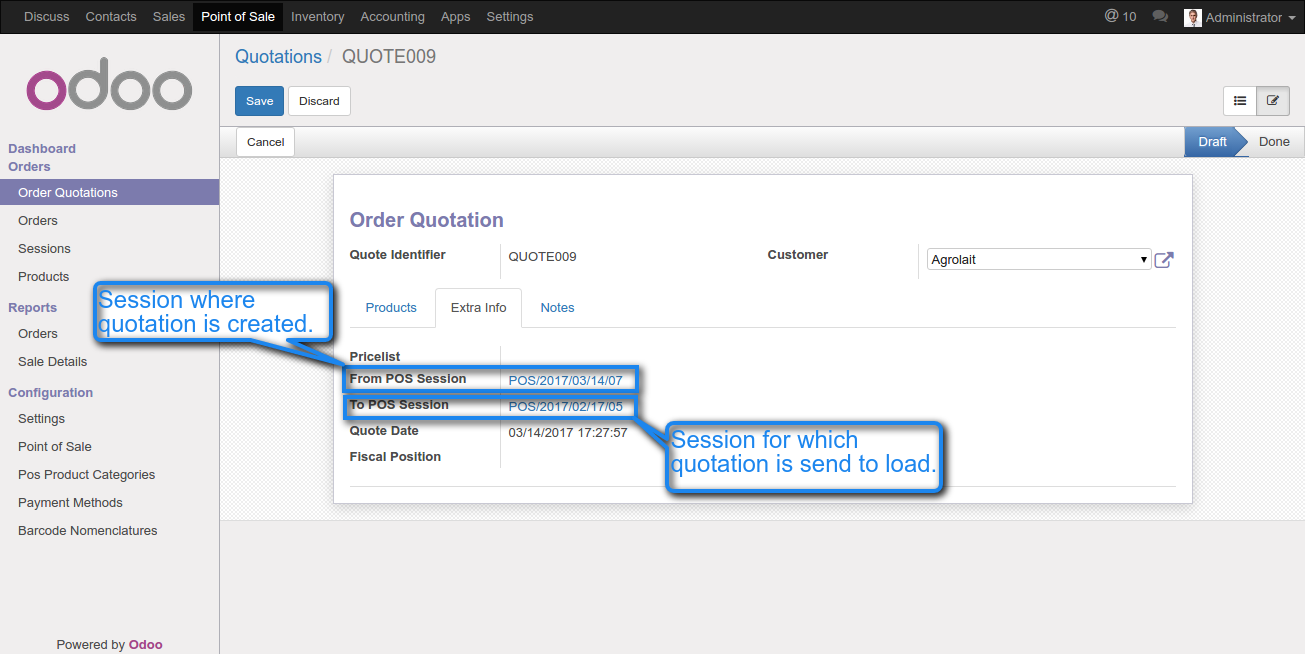 Discuss Contacts Sales Point of Sale Inventory Accounting Apps Settings @ 10 Administrator
odoo
Quotations / QUOTE009
Save Discard
Cancel Draft Done
Dashboard
Orders
Order Quotations
Orders
Sessions
Products
Reports
Orders
Sale Details
Configuration
Settings
Point of Sale
Pos Product Categories
Payment Methods
Barcode Nomenclatures
Powered by Odoo
Order Quotation
Quote Identifier QUOTE009 Customer Agrolait
Products Extra Info Notes
Session where
quotation is created.
Pricelist
From POS Session POS/2017/03/14/07
To POS Session POS/2017/02/17/05
Quote Date 03/14/2017 17:27:57
Fiscal Position
Session for which
quotation is send to load.